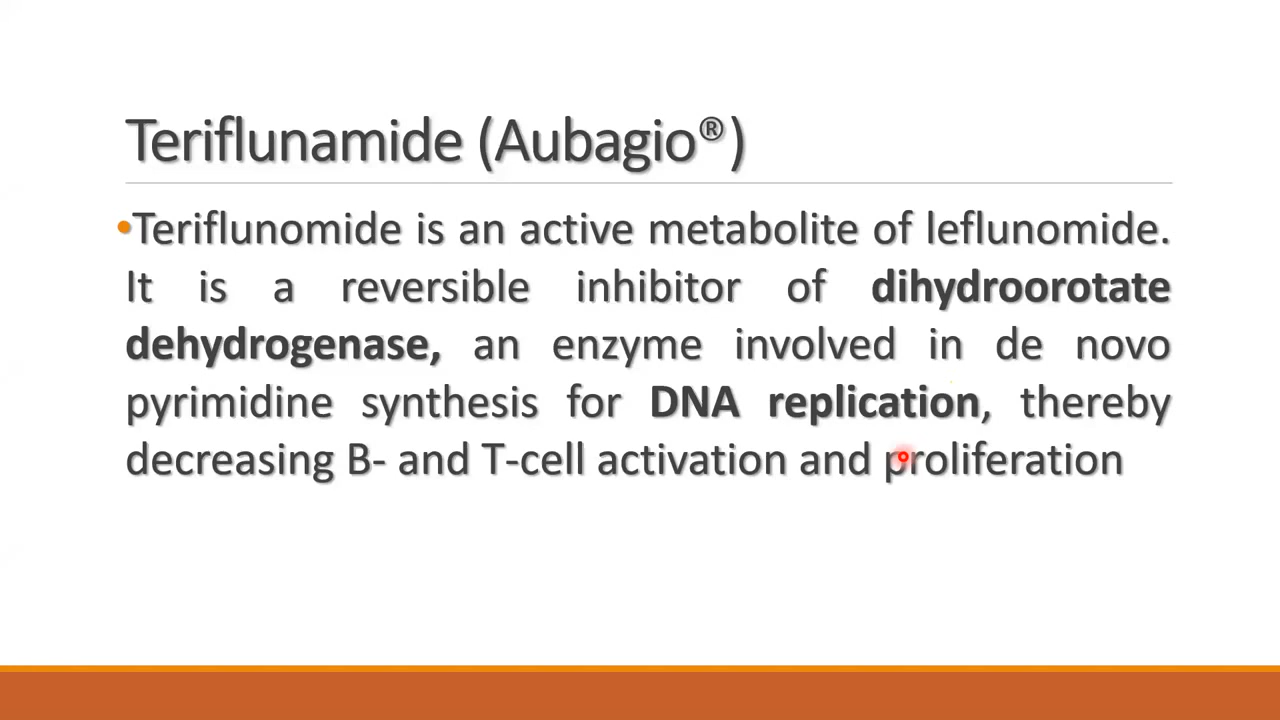 Teriflunamide (Aubagio®)
•Teriflunomide is an active metabolite of leflunomide.
It is a reversible inhibitor of dihydroorotate
dehydrogenase, an enzyme involved in de novo
pyrimidine synthesis for DNA replication, thereby
decreasing B- and T-cell activation and proliferation